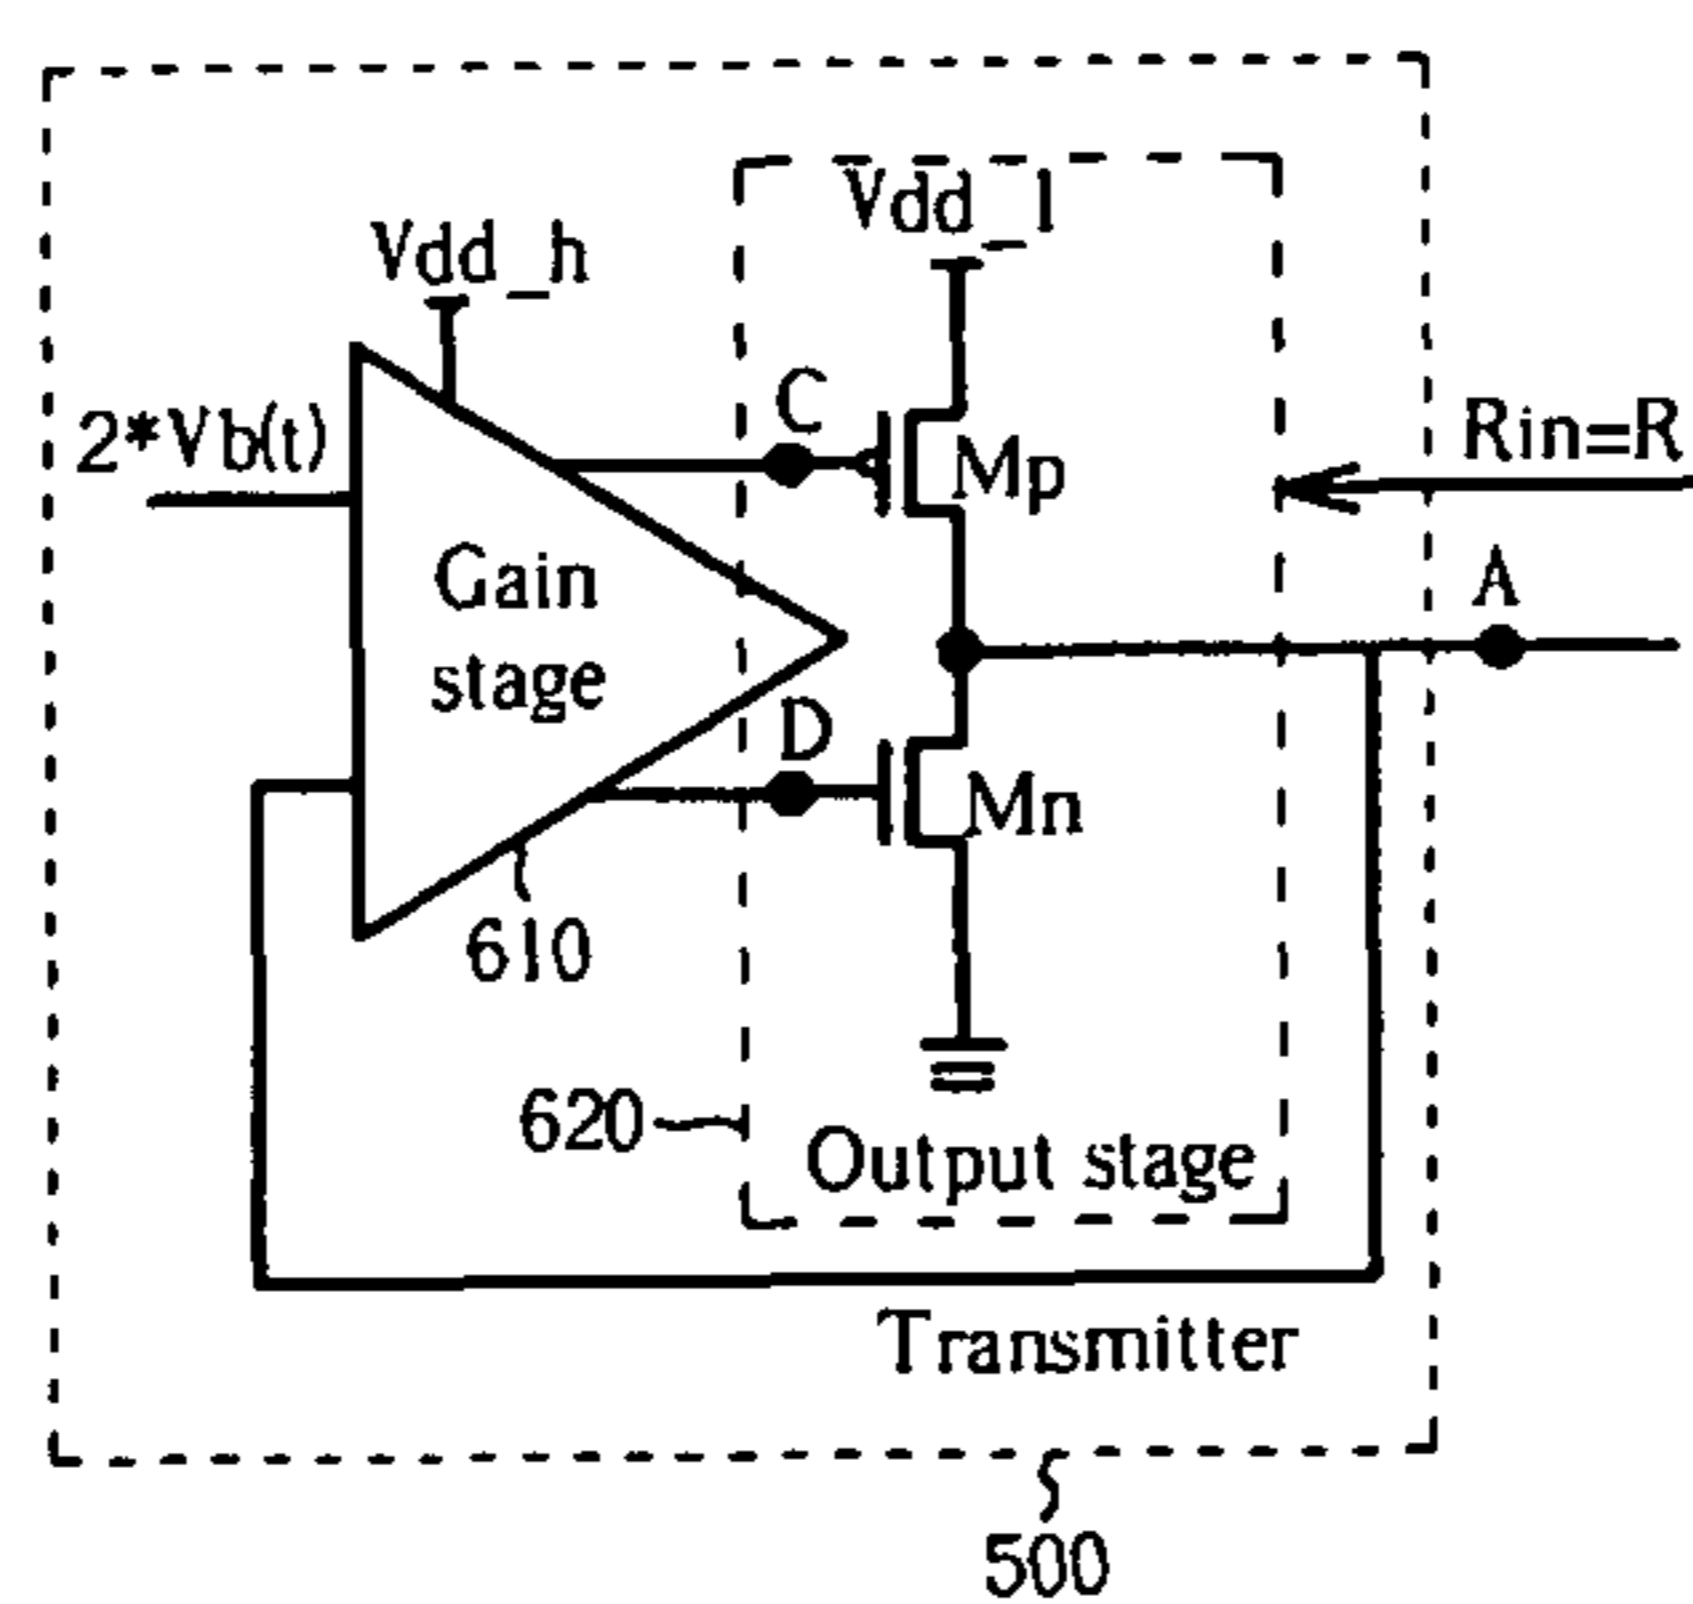 Vdd_l
Vdd_h
C
2*Vb(t)
Mp
Rin=R
Gain
stage
A
D
Mn
610
620
Output stage
Transmitter
500